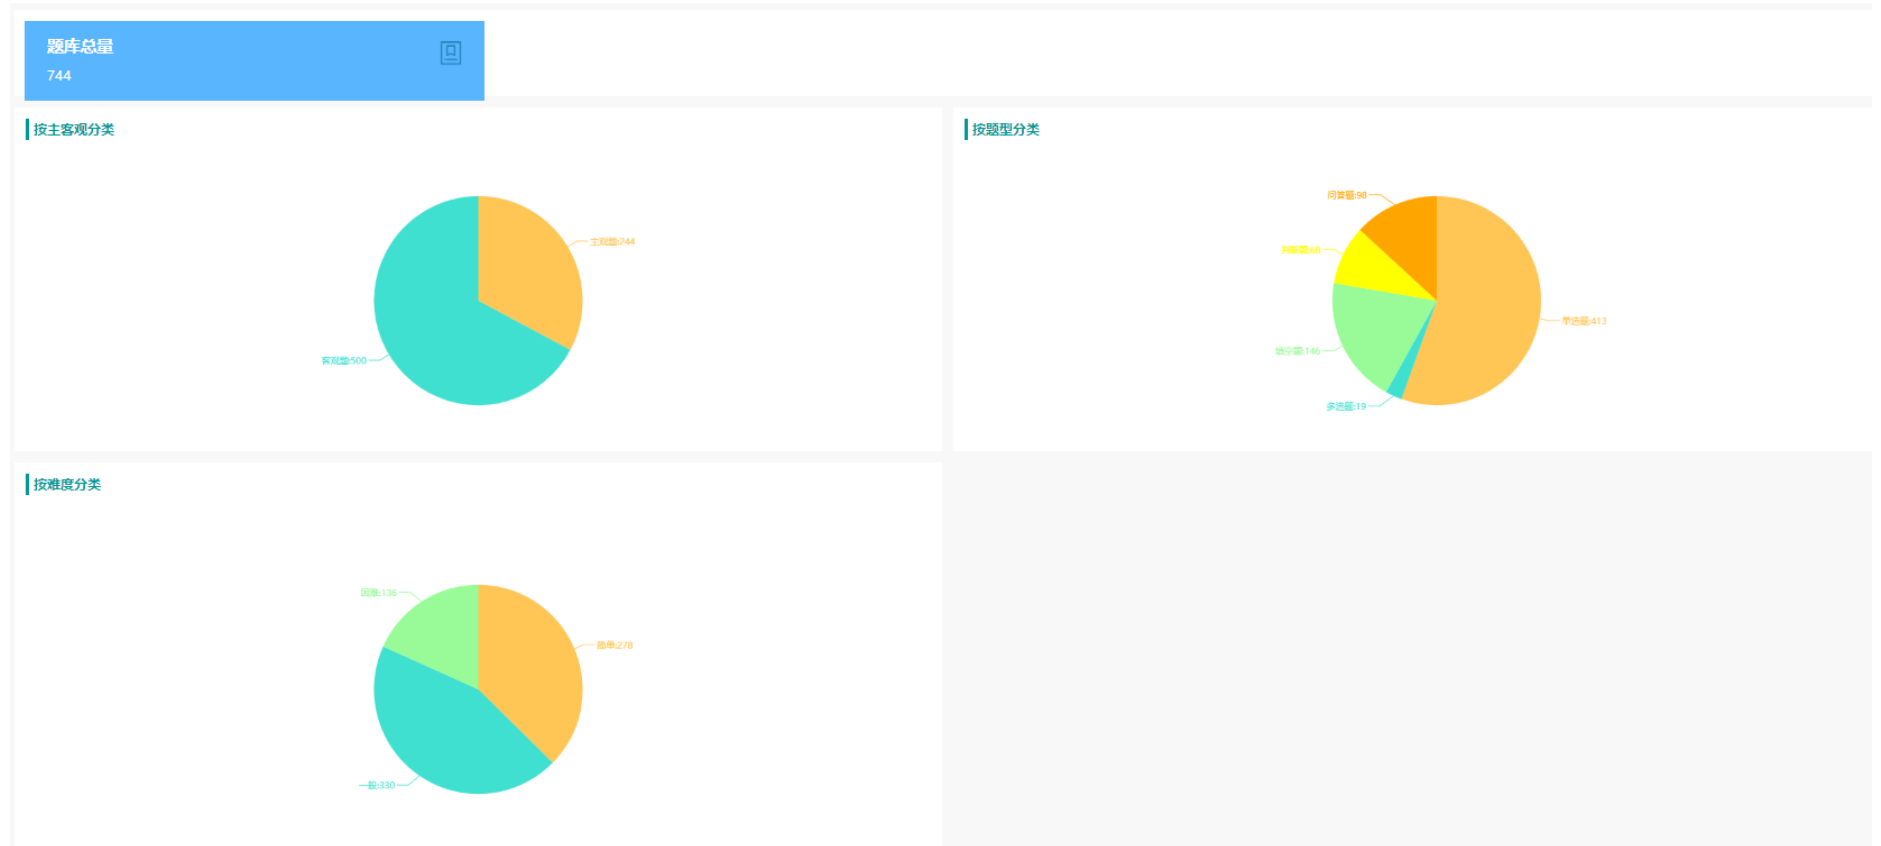 题库总量
744
按主客观分类
主观题:244
客观题:500
按题型分类
问答题:98
判断题:68
单选题:413
填空题:146
多选题:19
按难度分类
困难:136
简单:278
一般:330